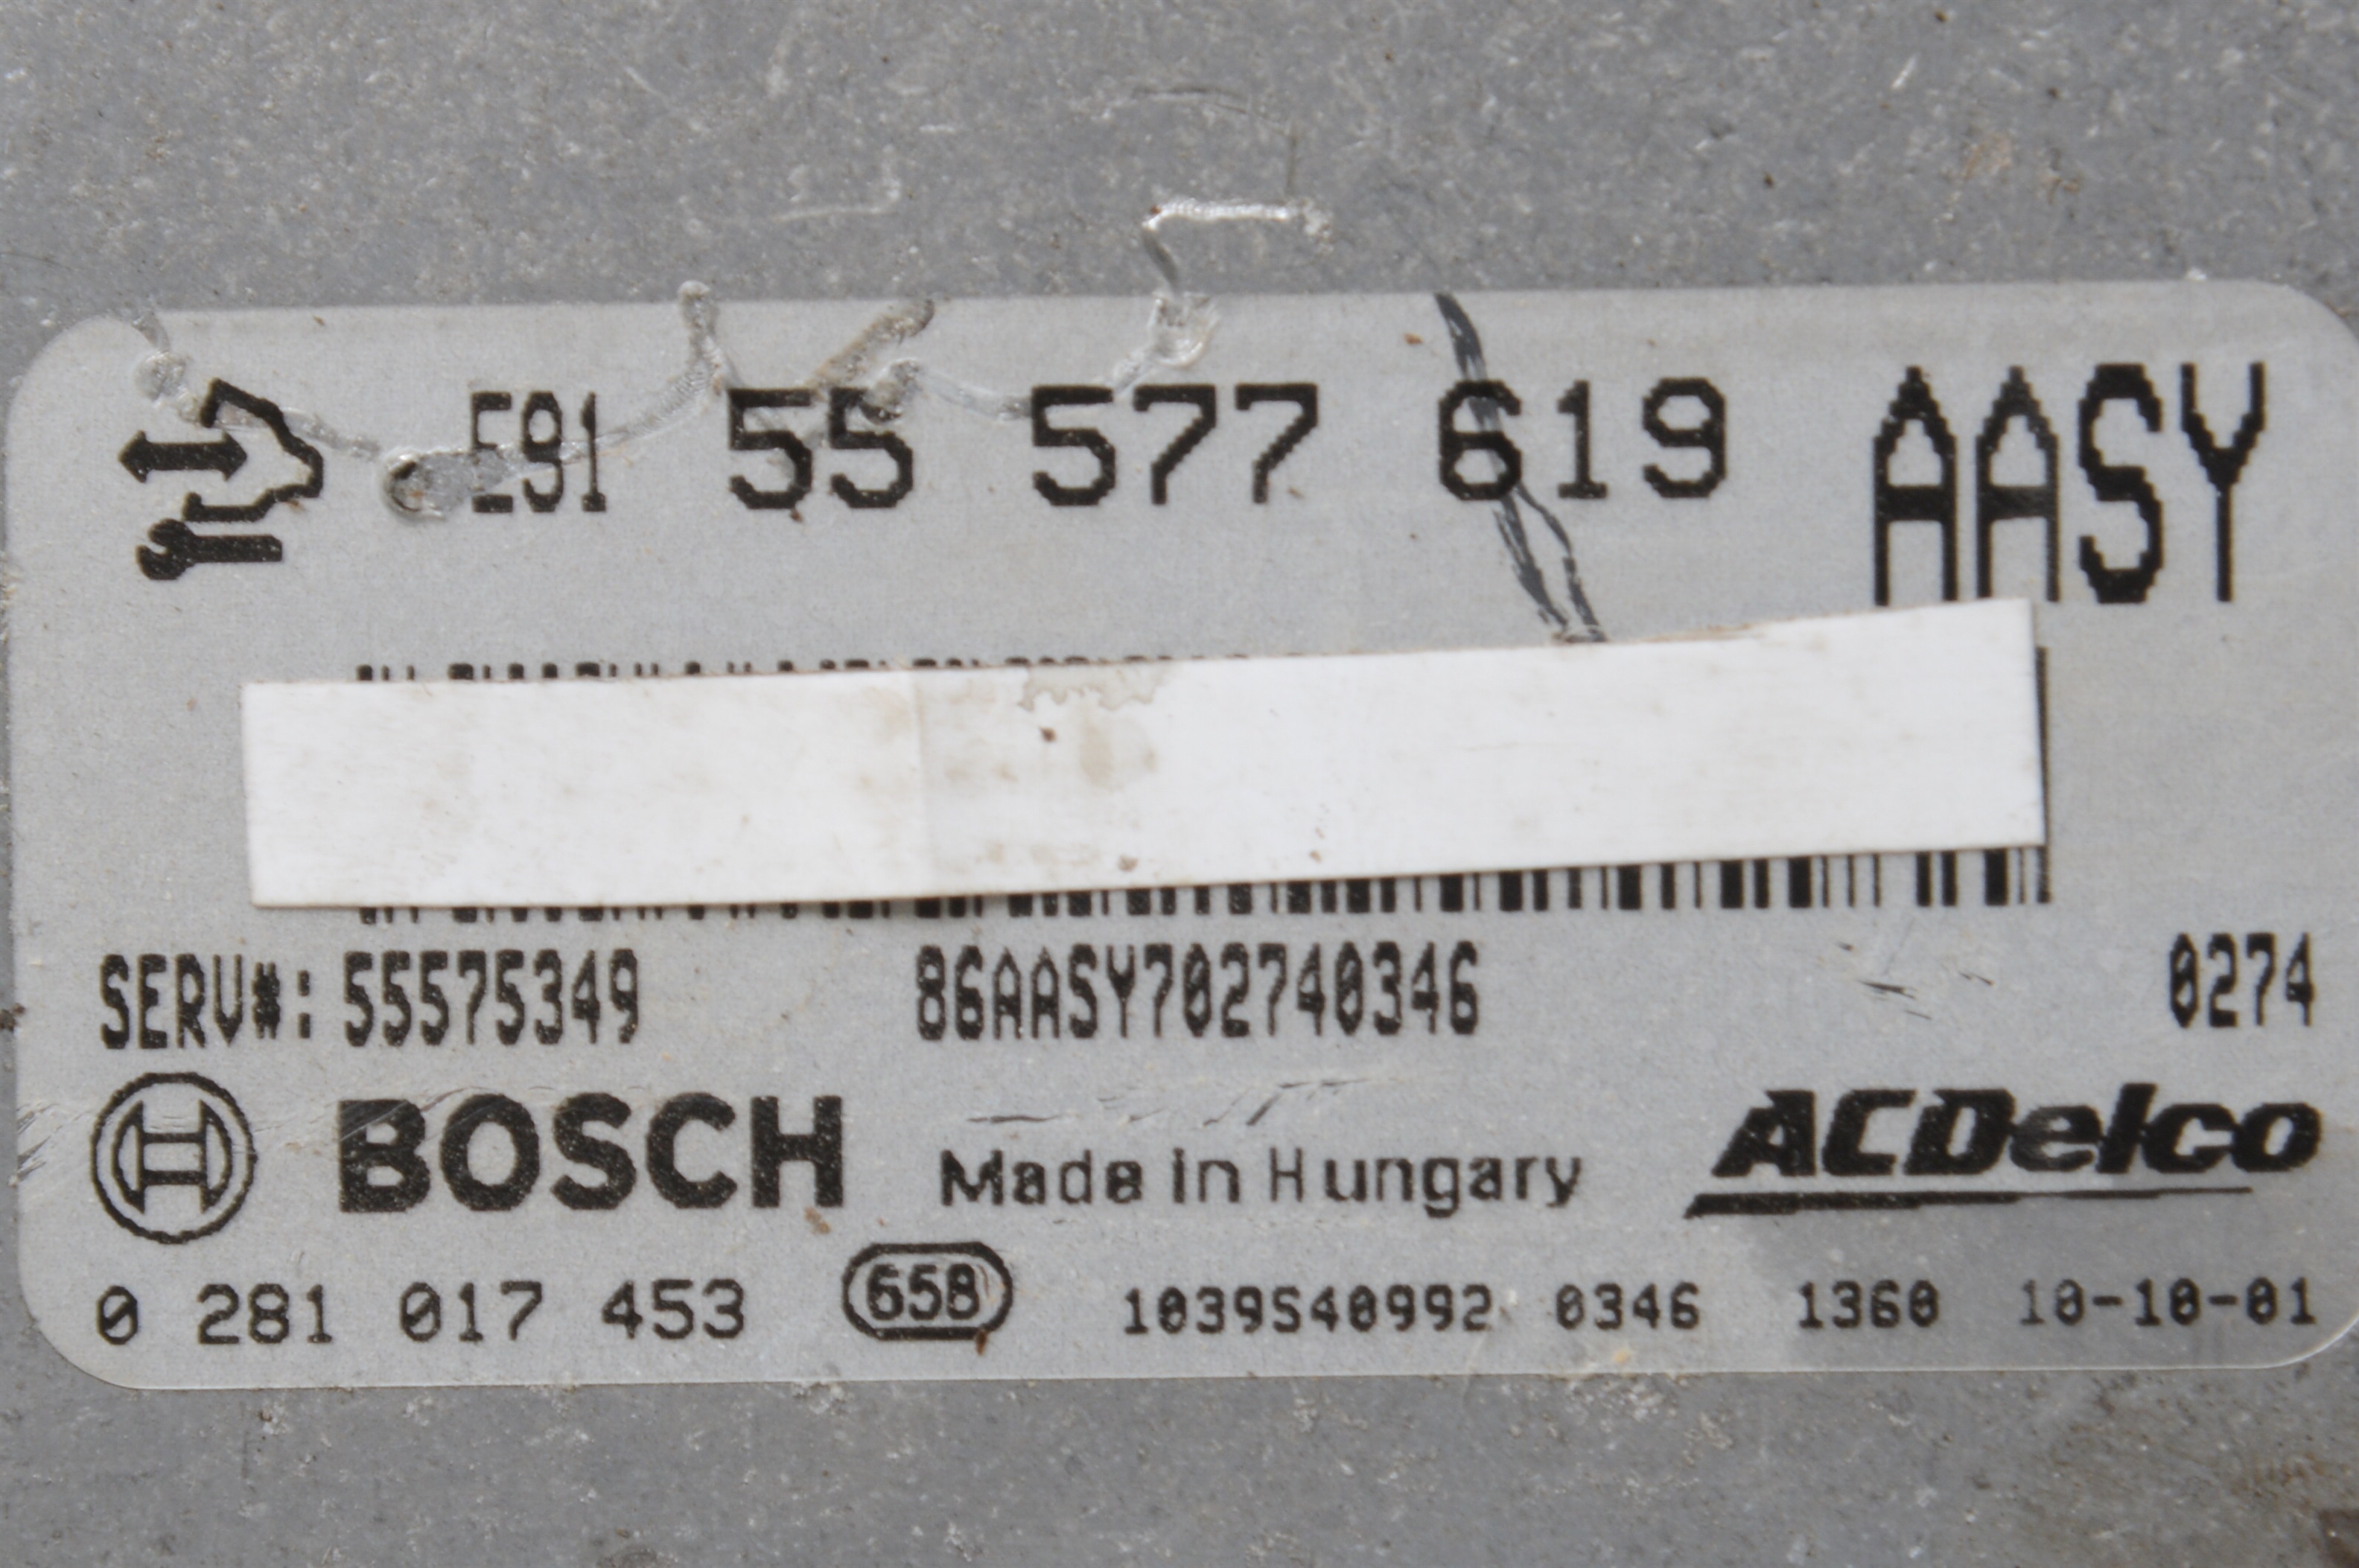 E91 55 577 619 AASY
SERV#: 55575349 86AASY702740346 0274
BOSCH Made in Hungary ACDelco
0 281 017 453 658 1039S40992 0346 1360 10-10-01